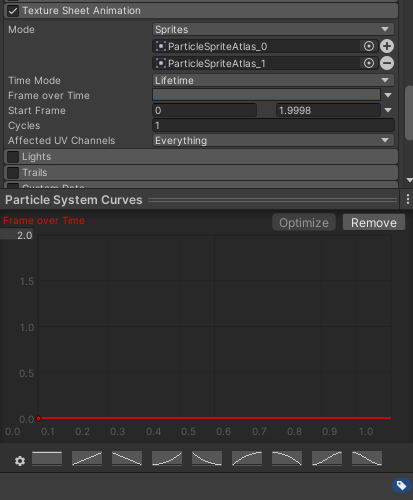 Texture Sheet Animation
Mode Sprites
ParticleSpriteAtlas_0
ParticleSpriteAtlas_1
Time Mode Lifetime
Frame over Time
Start Frame 0 1.9998
Cycles 1
Affected UV Channels Everything
Lights
Trails
Custom Data
Particle System Curves
Frame over Time Optimize Remove
2.0
1.5
1.0
0.5
0.0
0.0 0.1 0.2 0.3 0.4 0.5 0.6 0.7 0.8 0.9 1.0